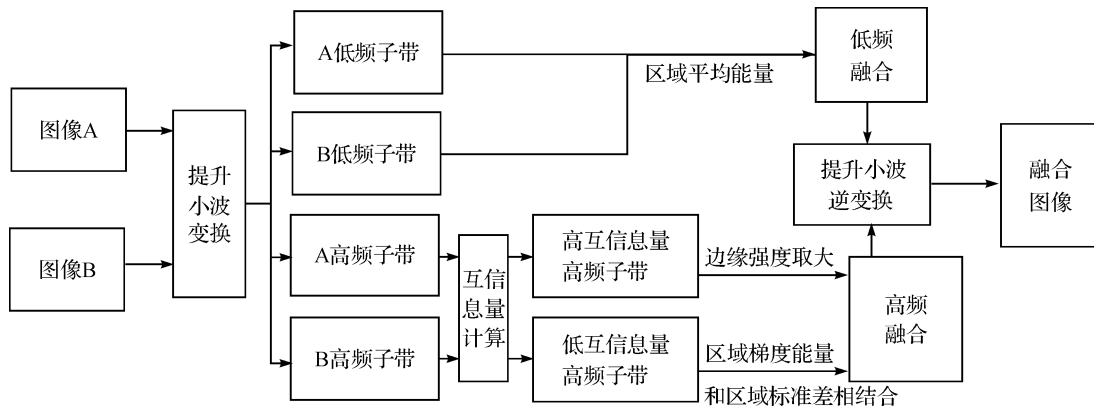 图像A
图像B
提升
小波
变换
A低频子带
B低频子带
A高频子带
B高频子带
互信
息量
计算
高互信息量
高频子带
低互信息量
高频子带
区域平均能量
边缘强度取大
区域梯度能量
和区域标准差相结合
低频
融合
提升小波
逆变换
高频
融合
融合
图像